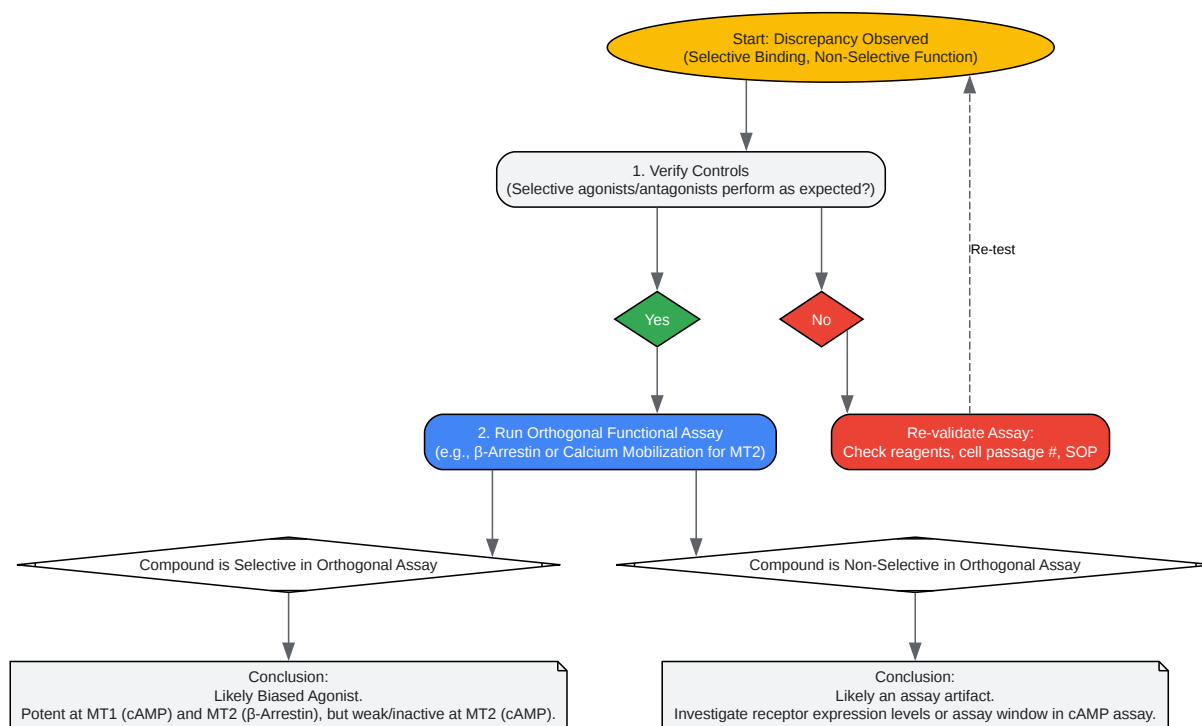 Start: Discrepancy Observed
(Selective Binding, Non-Selective Function)
1. Verify Controls
(Selective agonists/antagonists perform as expected?)
Re-test
Yes
No
2. Run Orthogonal Functional Assay
(e.g., β-Arrestin or Calcium Mobilization for MT2)
Re-validate Assay:
Check reagents, cell passage #, SOP
Compound is Selective in Orthogonal Assay
Compound is Non-Selective in Orthogonal Assay
Conclusion:
Likely Biased Agonist.
Potent at MT1 (cAMP) and MT2 (β-Arrestin), but weak/inactive at MT2 (cAMP).
Conclusion:
Likely an assay artifact.
Investigate receptor expression levels or assay window in cAMP assay.